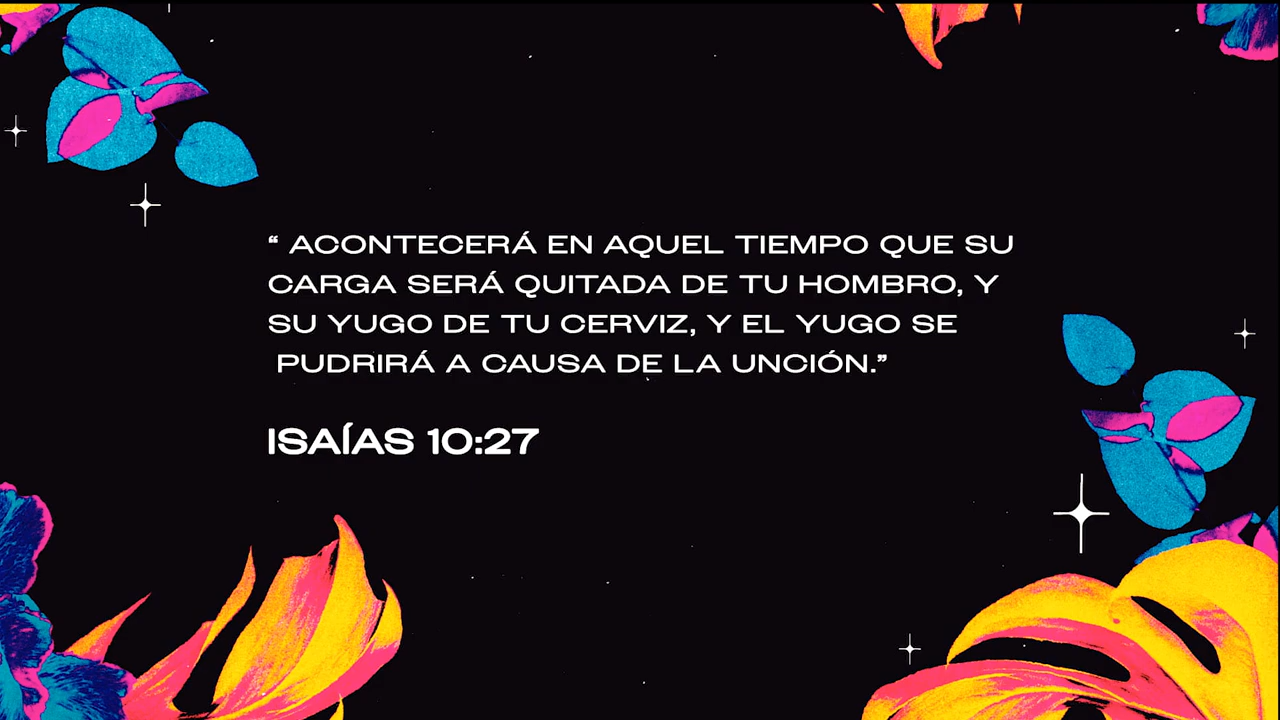 “ ACONTECERÁ EN AQUEL TIEMPO QUE SU
CARGA SERÁ QUITADA DE TU HOMBRO, Y
SU YUGO DE TU CERVIZ, Y EL YUGO SE
PUDRIRÁ A CAUSA DE LA UNCIÓN.”
ISAÍAS 10:27